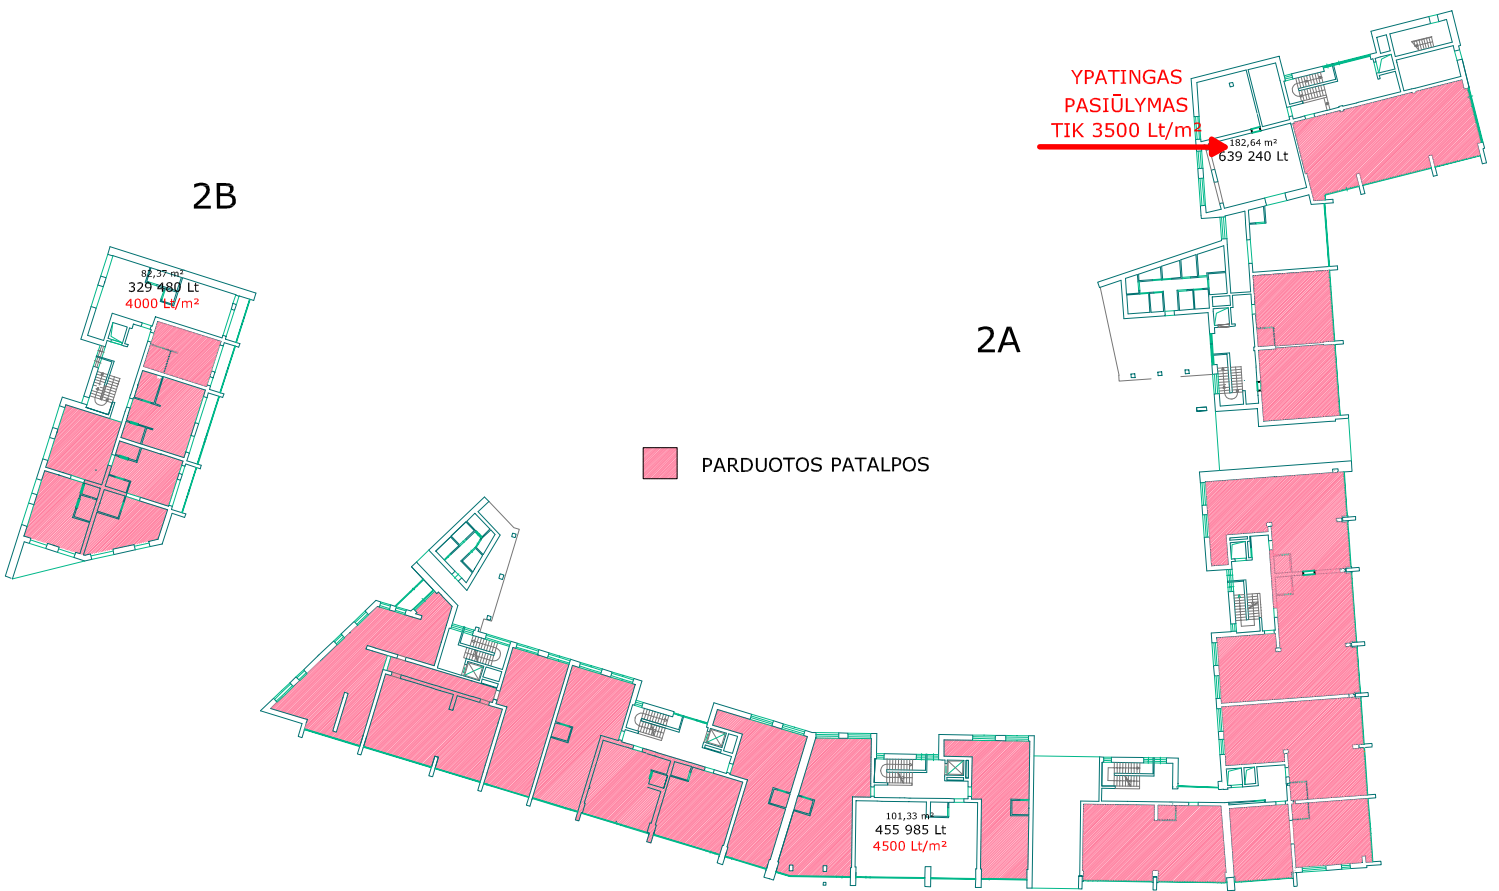 YPATINGAS
PASIŪLYMAS
TIK 3500 Lt/m²
182,64 m²
639 240 Lt
2B
82,37 m²
329 480 Lt
4000 Lt/m²
2A
PARDUOTOS PATALPOS
101,33 m²
455 985 Lt
4500 Lt/m²